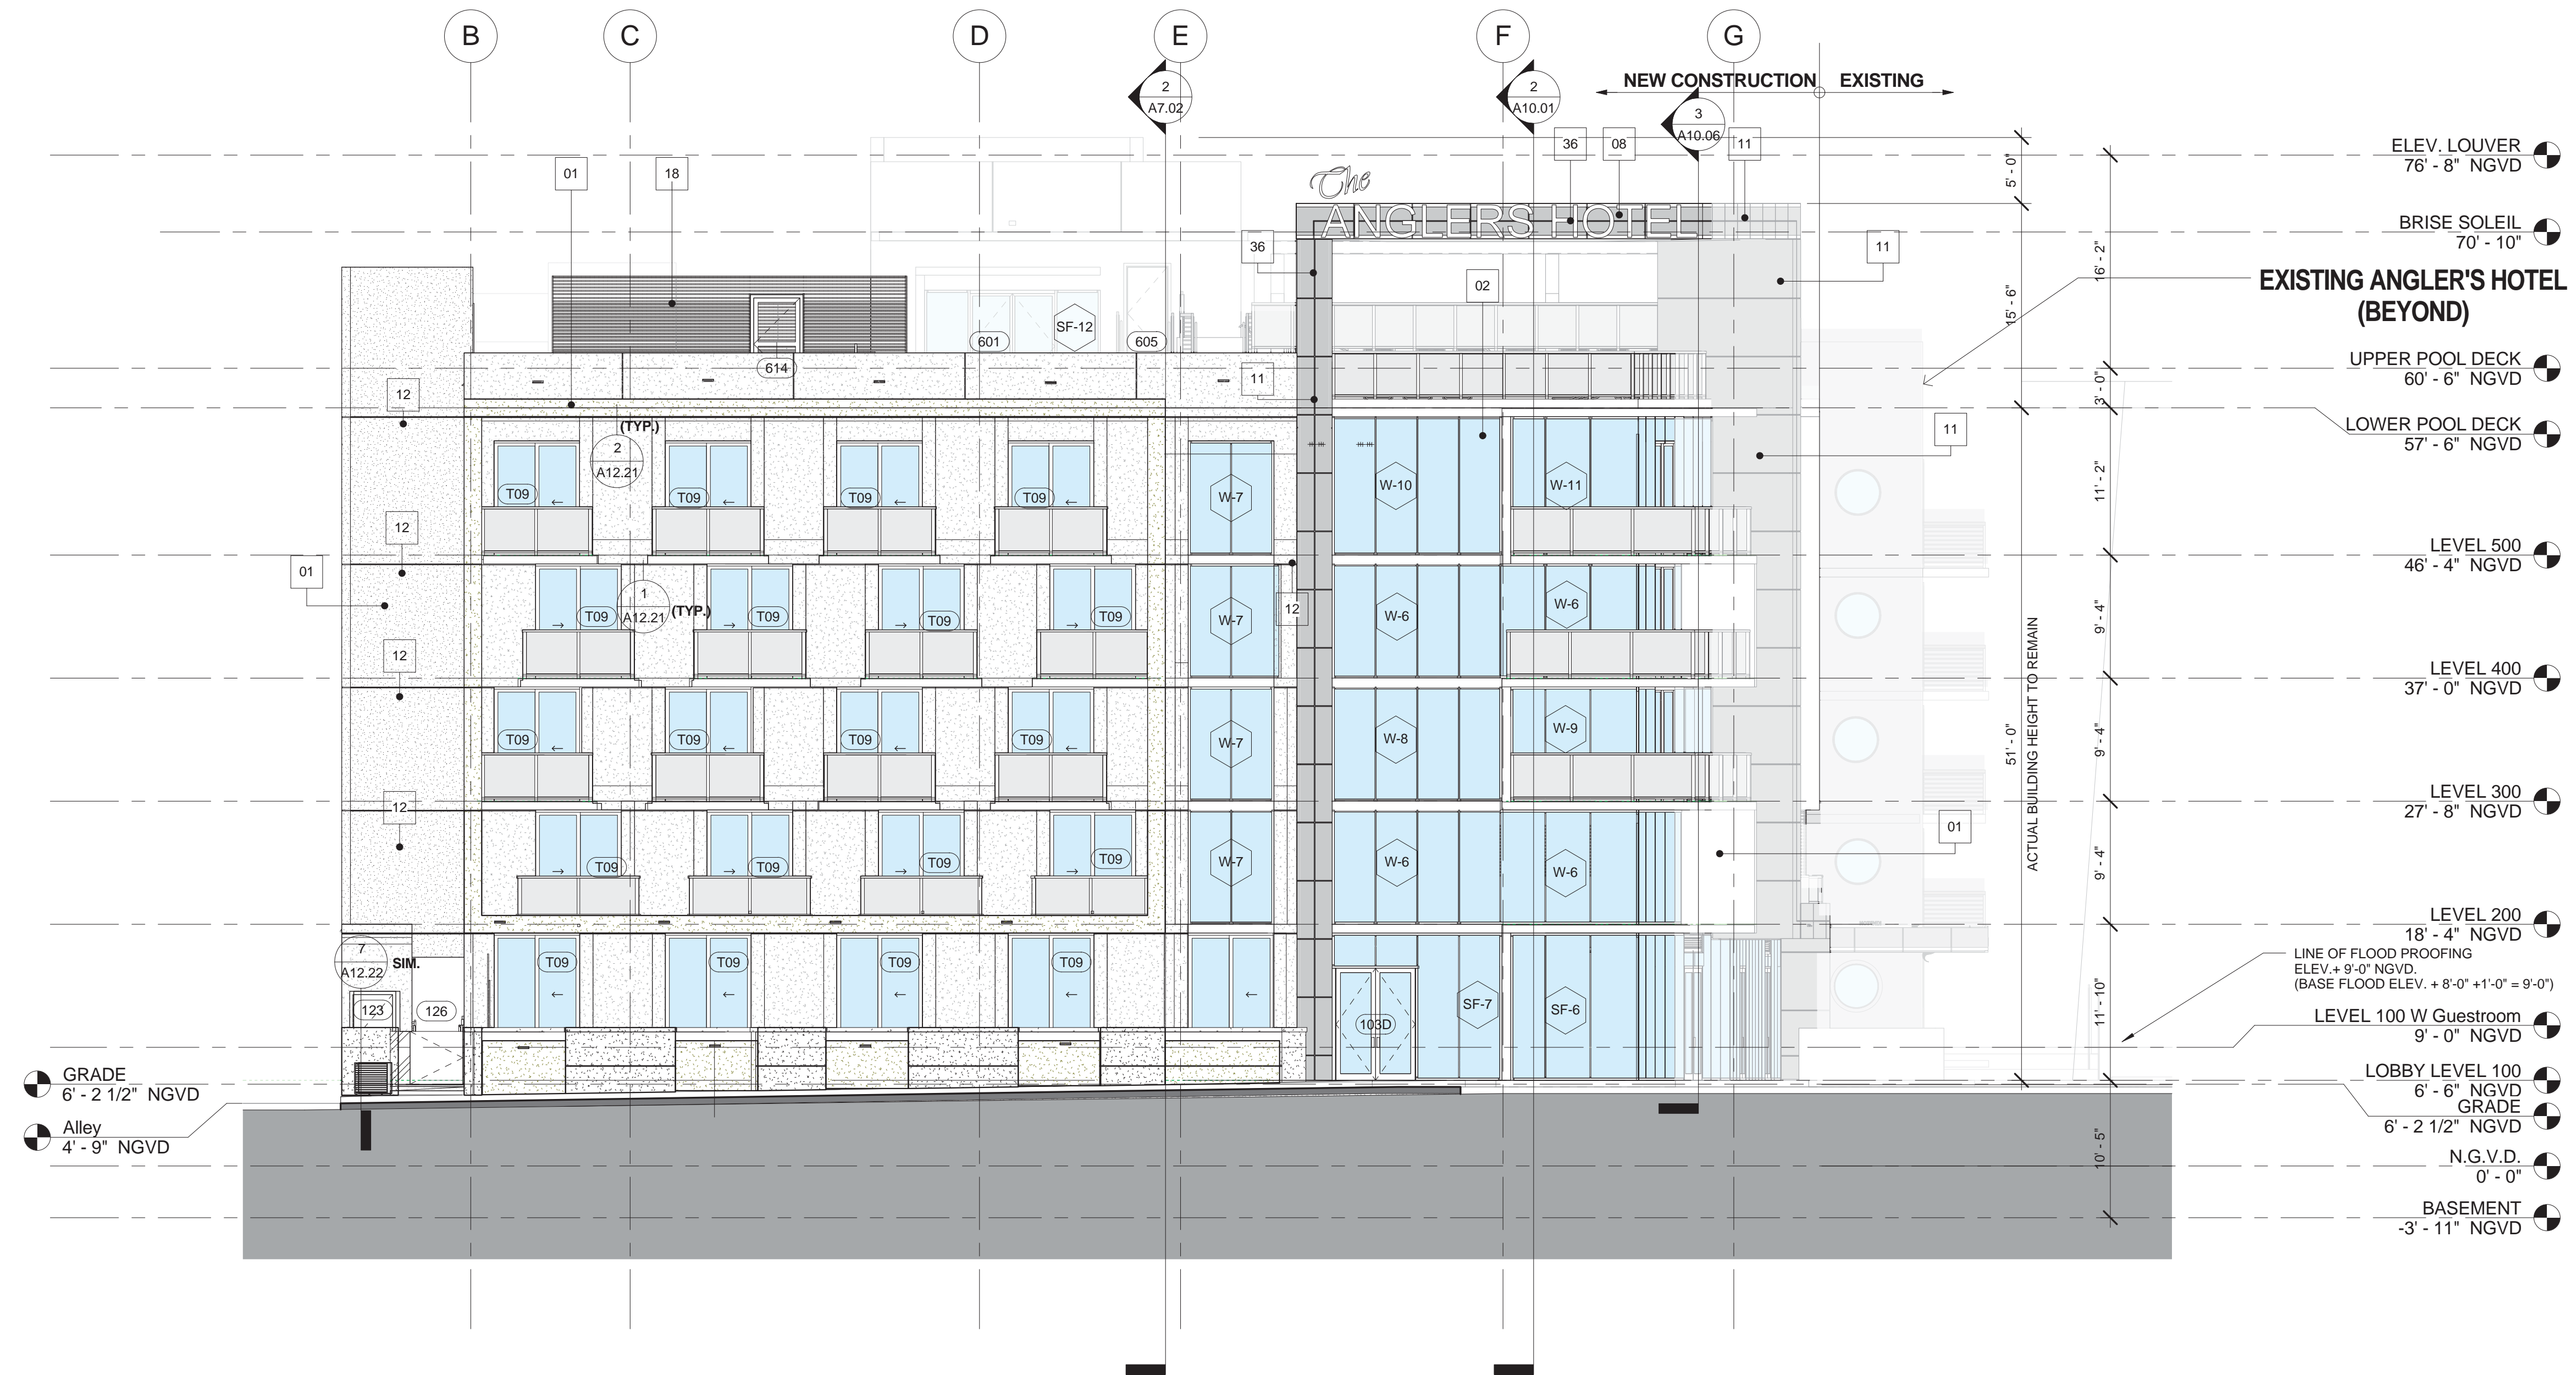 B C D E F G
NEW CONSTRUCTION EXISTING
2
A7.02
2
A10.01
3
A10.06
01
18
36
08
11
The
ANGLERS HOTEL
36
11
02
SF-12
601
605
614
11
12
11
(TYP.)
2
A12.21
T09 T09 T09 T09
W-7
W-10
W-11
12
01
1
A12.21
(TYP.)
T09 T09 T09 T09
W-7
12
W-6
W-6
12
T09 T09 T09 T09
W-7
W-8
W-9
12
T09 T09 T09 T09
W-7
W-6
W-6
01
7
A12.22
SIM.
T09 T09 T09 T09
123
126
103D
SF-7
SF-6
GRADE
6' - 2 1/2" NGVD
Alley
4' - 9" NGVD
5' - 0"
15' - 6"
51' - 0"
ACTUAL BUILDING HEIGHT TO REMAIN
16' - 2"
3' - 0"
11' - 2"
9' - 4"
9' - 4"
9' - 4"
11' - 10"
10' - 5"
ELEV. LOUVER
76' - 8" NGVD
BRISE SOLEIL
70' - 10"
EXISTING ANGLER'S HOTEL
(BEYOND)
UPPER POOL DECK
60' - 6" NGVD
LOWER POOL DECK
57' - 6" NGVD
LEVEL 500
46' - 4" NGVD
LEVEL 400
37' - 0" NGVD
LEVEL 300
27' - 8" NGVD
LEVEL 200
18' - 4" NGVD
LINE OF FLOOD PROOFING
ELEV.+ 9'-0" NGVD.
(BASE FLOOD ELEV. + 8'-0" +1'-0" = 9'-0")
LEVEL 100 W Guestroom
9' - 0" NGVD
LOBBY LEVEL 100
6' - 6" NGVD
GRADE
6' - 2 1/2" NGVD
N.G.V.D.
0' - 0"
BASEMENT
-3' - 11" NGVD